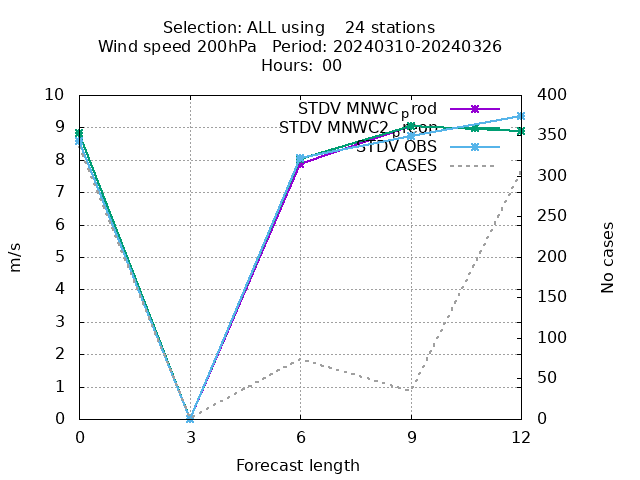 Selection: ALL using    24 stations
Wind speed 200hPa   Period: 20240310-20240326
Hours: 00
10 400
STDV MNWCprod
9 350
STDV MNWC2preop
STDV OBS
8 300
CASES
7 250
6
5 200
4 150
3
2 100
1 50
0 0
m/s
No cases
0 3 6 9 12
Forecast length